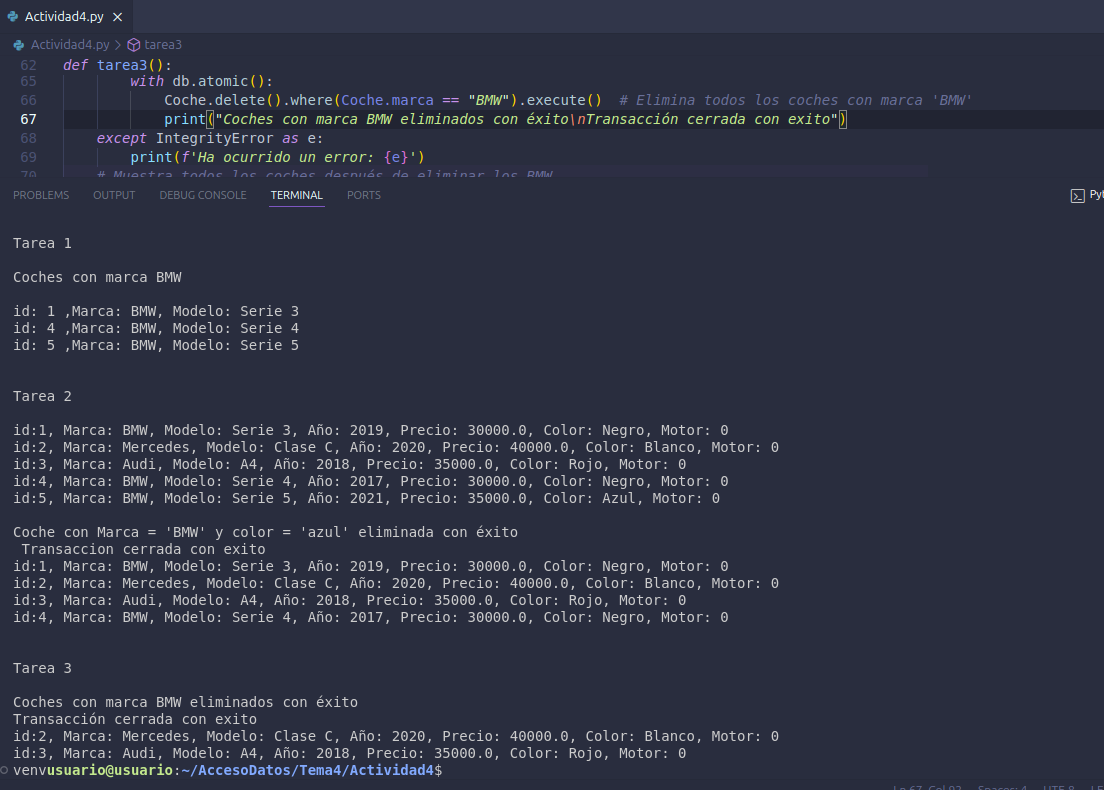 Actividad4.py ×
Actividad4.py > tarea3
62 def tarea3():
65 with db.atomic():
66 Coche.delete().where(Coche.marca == "BMW").execute()  # Elimina todos los coches con marca 'BMW'
67 print("Coches con marca BMW eliminados con éxito\nTransacción cerrada con exito")
68 except IntegrityError as e:
69 print(f'Ha ocurrido un error: {e}')
70 # Muestra todos los coches después de eliminar los BMW
PROBLEMS OUTPUT DEBUG CONSOLE TERMINAL PORTS Pyt
Tarea 1
Coches con marca BMW
id: 1 ,Marca: BMW, Modelo: Serie 3
id: 4 ,Marca: BMW, Modelo: Serie 4
id: 5 ,Marca: BMW, Modelo: Serie 5
Tarea 2
id:1, Marca: BMW, Modelo: Serie 3, Año: 2019, Precio: 30000.0, Color: Negro, Motor: 0
id:2, Marca: Mercedes, Modelo: Clase C, Año: 2020, Precio: 40000.0, Color: Blanco, Motor: 0
id:3, Marca: Audi, Modelo: A4, Año: 2018, Precio: 35000.0, Color: Rojo, Motor: 0
id:4, Marca: BMW, Modelo: Serie 4, Año: 2017, Precio: 30000.0, Color: Negro, Motor: 0
id:5, Marca: BMW, Modelo: Serie 5, Año: 2021, Precio: 35000.0, Color: Azul, Motor: 0
Coche con Marca = 'BMW' y color = 'azul' eliminada con éxito
Transaccion cerrada con exito
id:1, Marca: BMW, Modelo: Serie 3, Año: 2019, Precio: 30000.0, Color: Negro, Motor: 0
id:2, Marca: Mercedes, Modelo: Clase C, Año: 2020, Precio: 40000.0, Color: Blanco, Motor: 0
id:3, Marca: Audi, Modelo: A4, Año: 2018, Precio: 35000.0, Color: Rojo, Motor: 0
id:4, Marca: BMW, Modelo: Serie 4, Año: 2017, Precio: 30000.0, Color: Negro, Motor: 0
Tarea 3
Coches con marca BMW eliminados con éxito
Transacción cerrada con exito
id:2, Marca: Mercedes, Modelo: Clase C, Año: 2020, Precio: 40000.0, Color: Blanco, Motor: 0
id:3, Marca: Audi, Modelo: A4, Año: 2018, Precio: 35000.0, Color: Rojo, Motor: 0
venvusuario@usuario:~/AccesoDatos/Tema4/Actividad4$